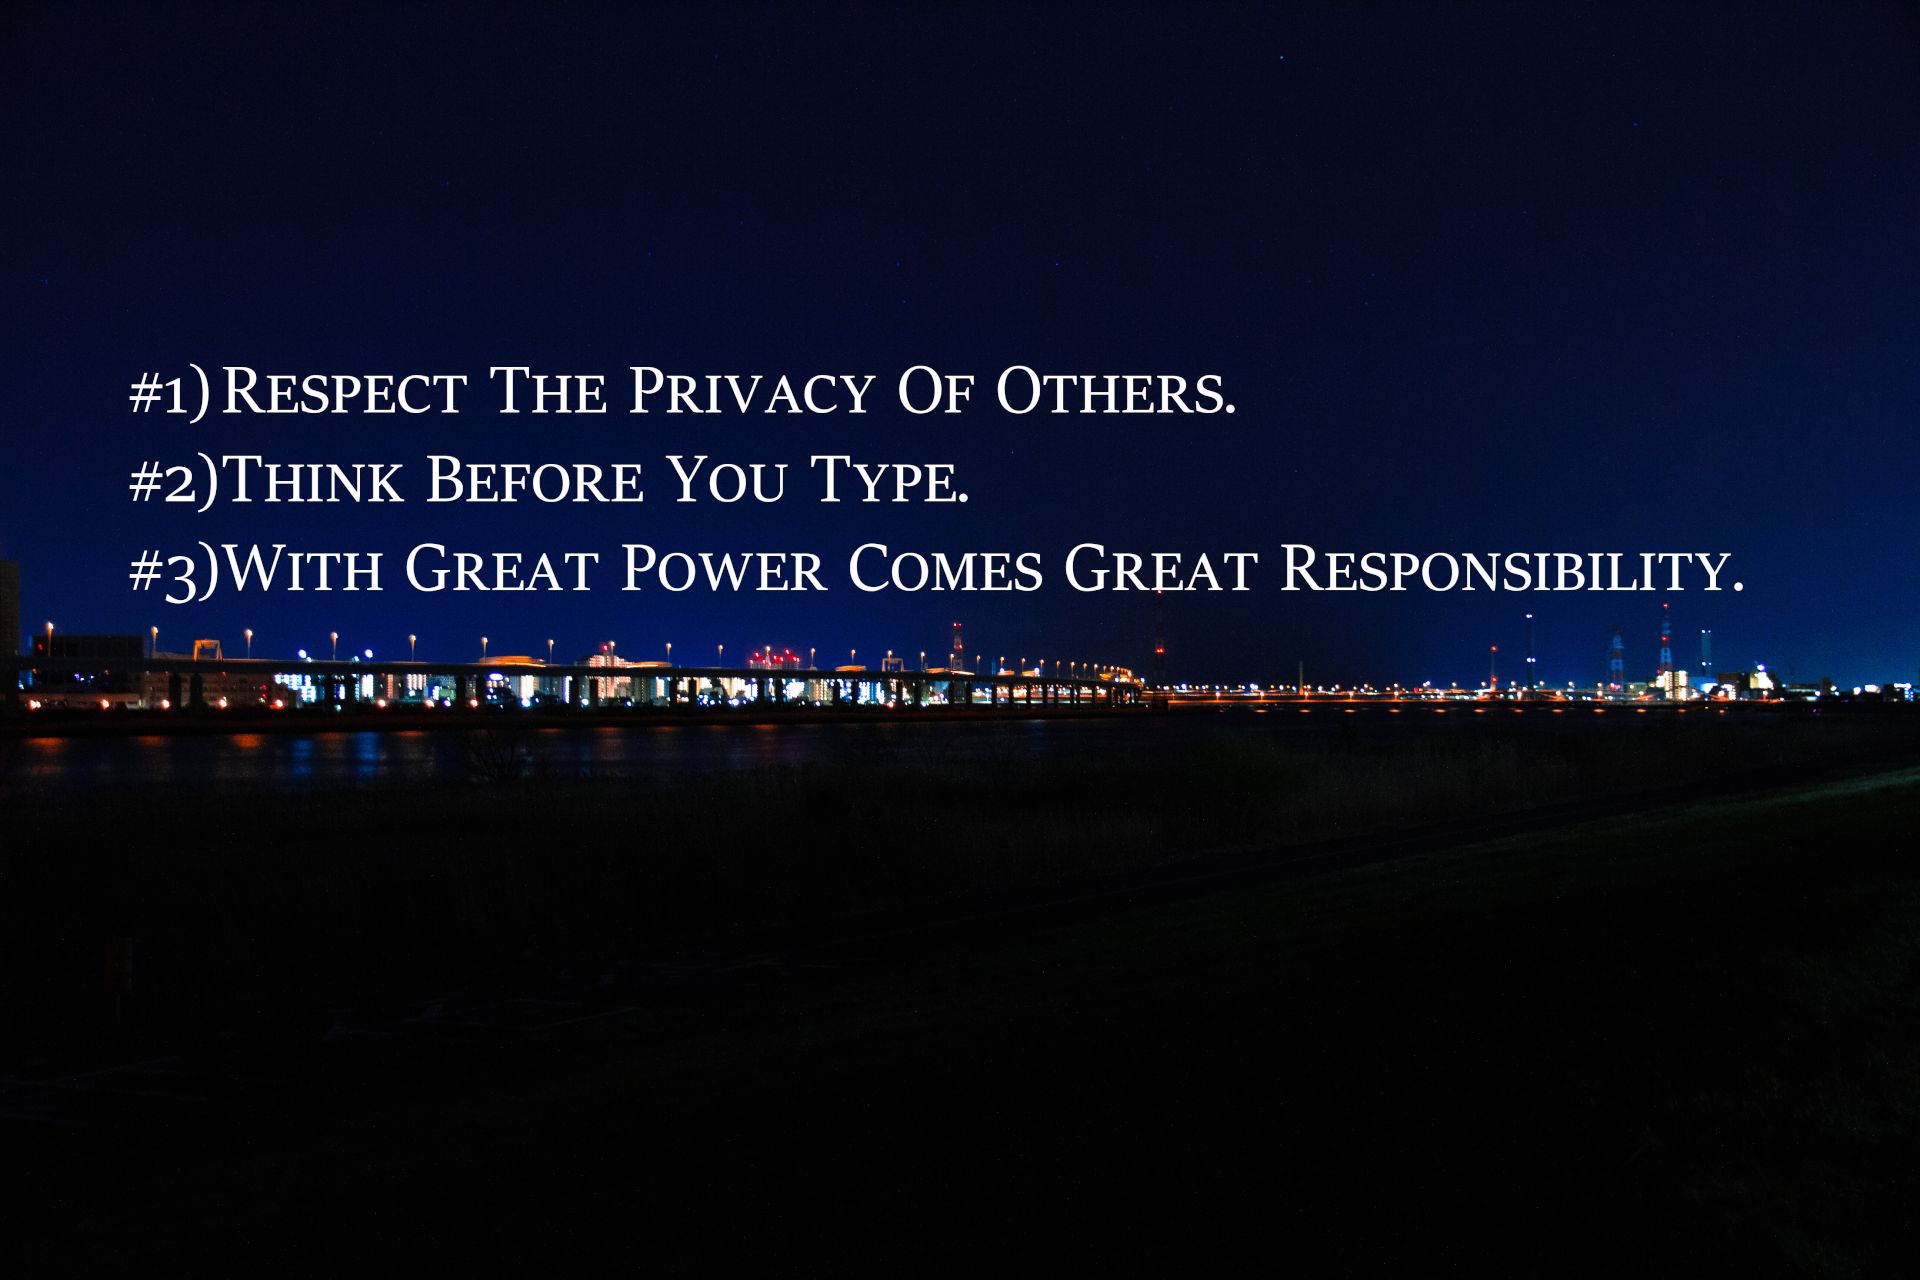 #1) Respect The Privacy Of Others.
#2)Think Before You Type.
#3)With Great Power Comes Great Responsibility.